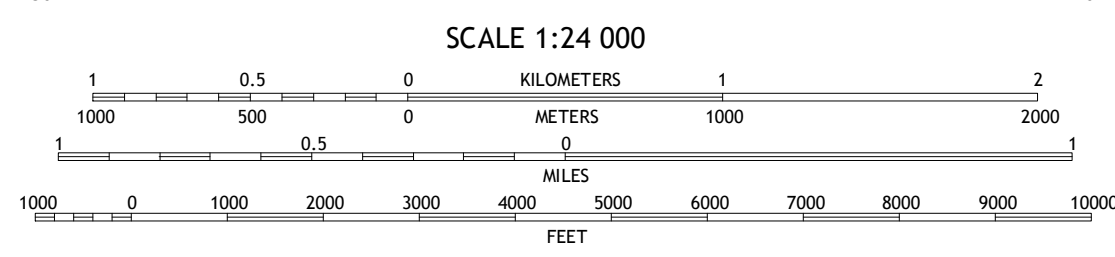 SCALE 1:24 000
1 0.5 0 KILOMETERS 1 2
1000 500 0 METERS 1000 2000
1 0.5 0 1
MILES
1000 0 1000 2000 3000 4000 5000 6000 7000 8000 9000 10000
FEET